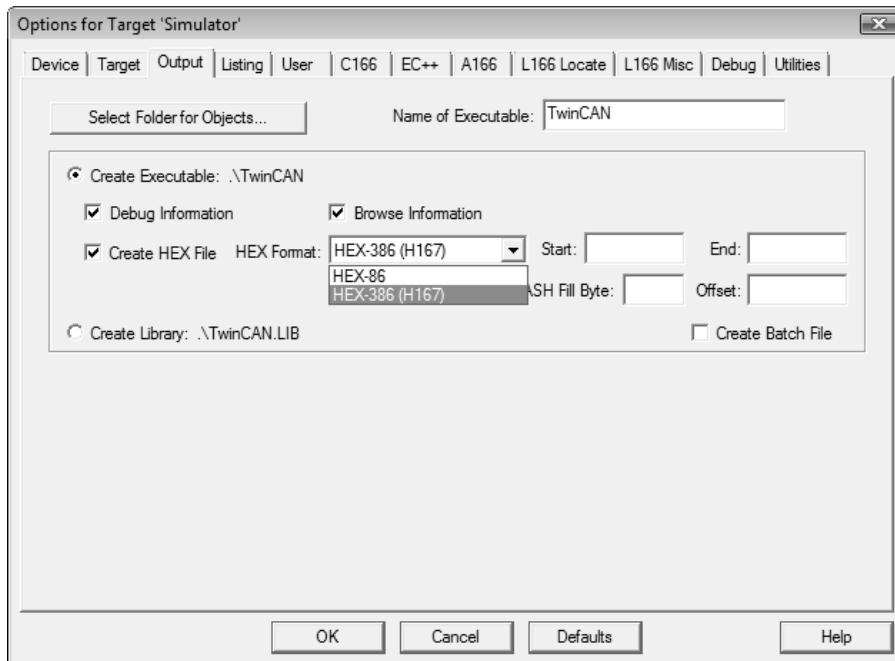 Options for Target 'Simulator'
Device Target Output Listing User C166 EC++ A166 L166 Locate L166 Misc Debug Utilities
Select Folder for Objects... Name of Executable: TwinCAN
Create Executable: .\TwinCAN
Debug Information Browse Information
Create HEX File HEX Format: HEX-386 (H167) Start: End:
HEX-86
HEX-386 (H167) ASH Fill Byte: Offset:
Create Library: .\TwinCAN.LIB Create Batch File
OK Cancel Defaults Help